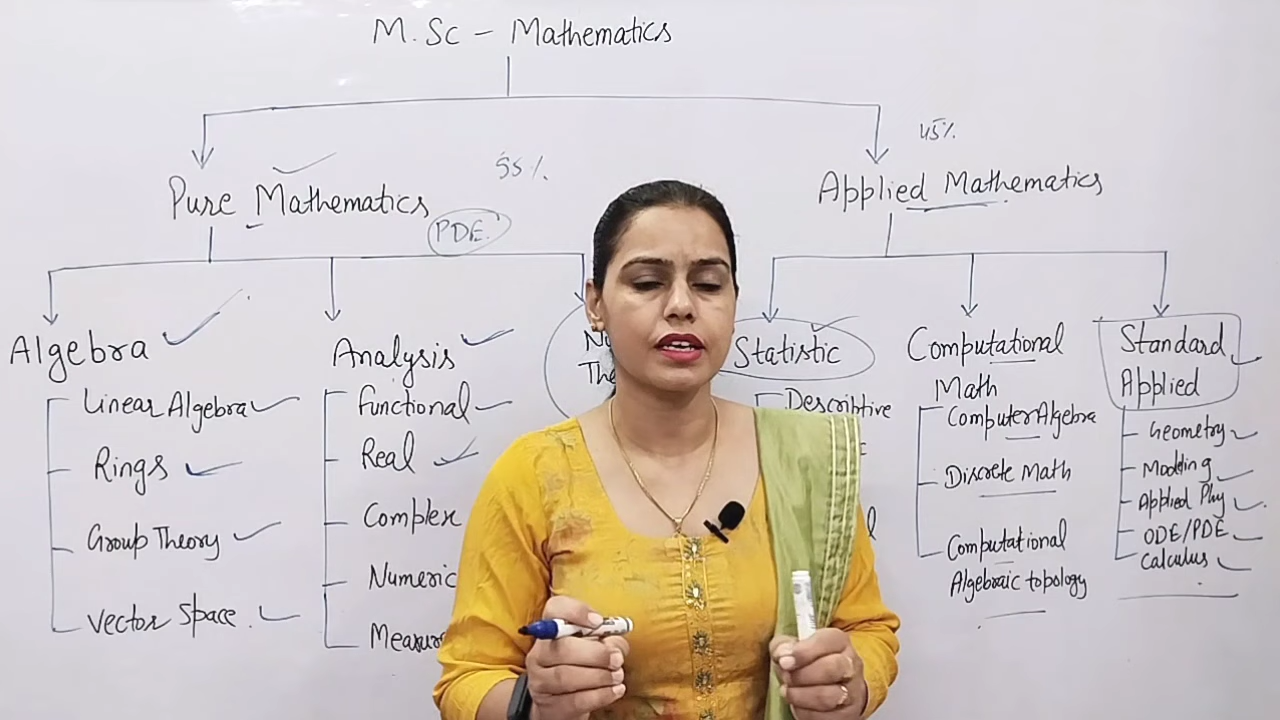 M.Sc - Mathematics
45%
55%
Pure Mathematics
Applied Mathematics
PDE
Algebra
Linear Algebra
Rings
Group Theory
Vector Space
Analysis
Functional
Real
Complex
Numeric
Measure
Statistic
Descriptive
Computational
Math
Computer Algebra
Discrete Math
Computational
Algebraic topology
Standard
Applied
Geometry
Modeling
Applied Phy
ODE/PDE
Calculus